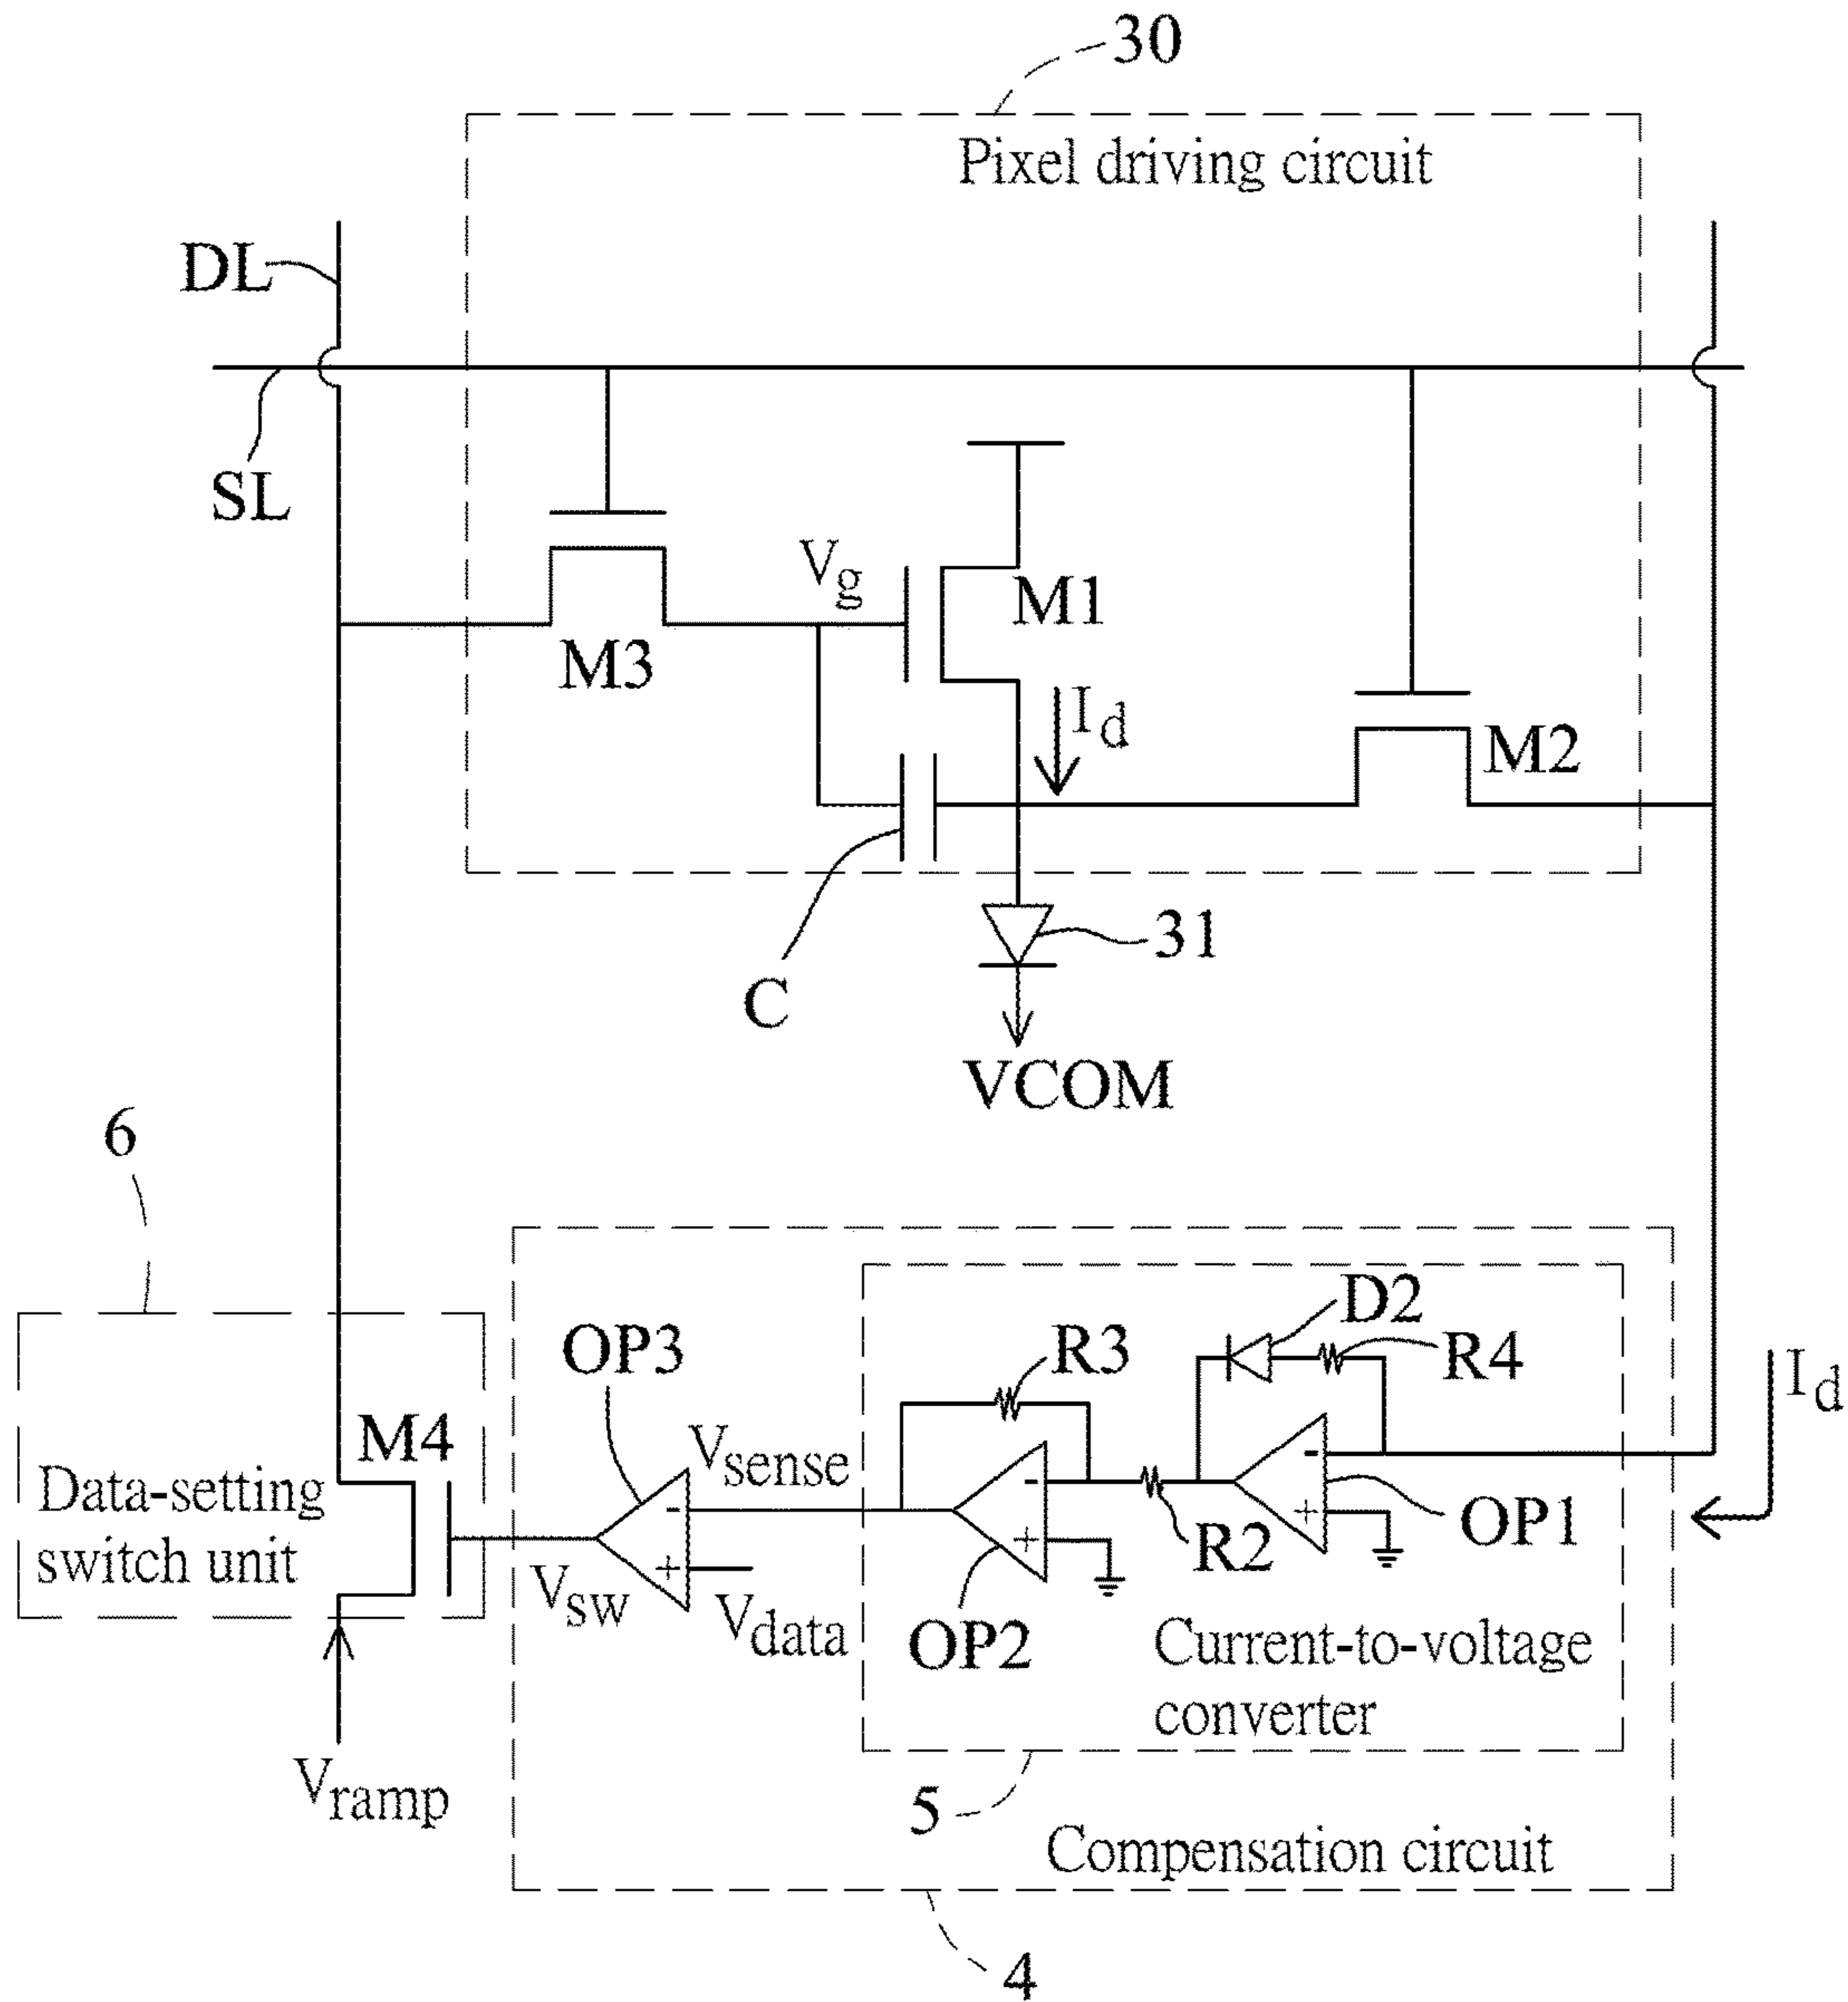 30
Pixel driving circuit
DL
SL
Vg
M1
M3
Id
M2
C
31
VCOM
6
D2
OP3
R3
R4
Id
M4
Vsense
Data-setting
switch unit
-
-
-
OP1
+
+
+
R2
Vsw
Vdata
OP2
Current-to-voltage
converter
Vramp
5
Compensation circuit
4